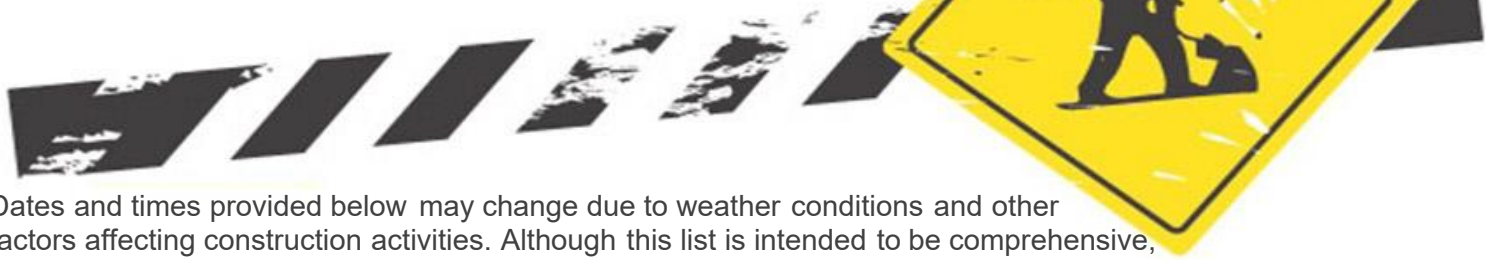 Dates and times provided below may change due to weather conditions and other
actors affecting construction activities. Although this list is intended to be comprehensive,